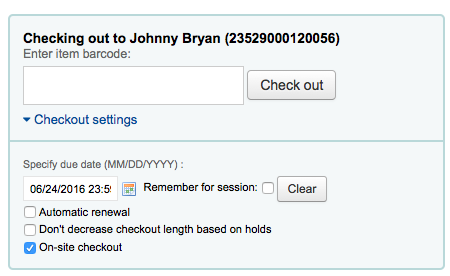 Checking out to Johnny Bryan (23529000120056)
Enter item barcode:
Check out
Checkout settings
Specify due date (MM/DD/YYYY) :
06/24/2016 23:5 Remember for session: Clear
Automatic renewal
Don't decrease checkout length based on holds
On-site checkout